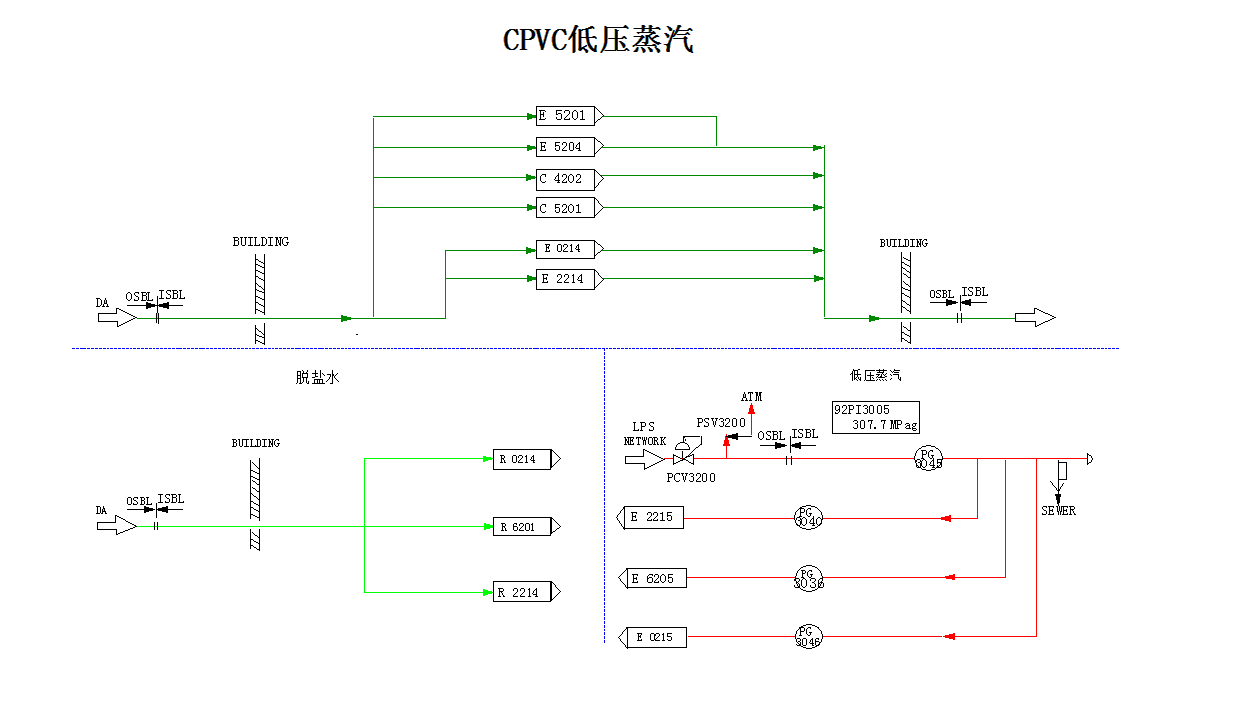 CPVC低压蒸汽
E 5201
E 5204
C 4202
C 5201
E 0214
E 2214
BUILDING
BUILDING
DA
OSBL
ISBL
OSBL
ISBL
脱盐水
BUILDING
DA
OSBL
ISBL
R 0214
R 6201
R 2214
低压蒸汽
92PI3005
307.7 MPag
ATM
PSV3200
LPS
NETWORK
PCV3200
OSBL
ISBL
PG
3045
SEWER
E 2215
PG
3040
E 6205
PG
3036
E 0215
PG
3046